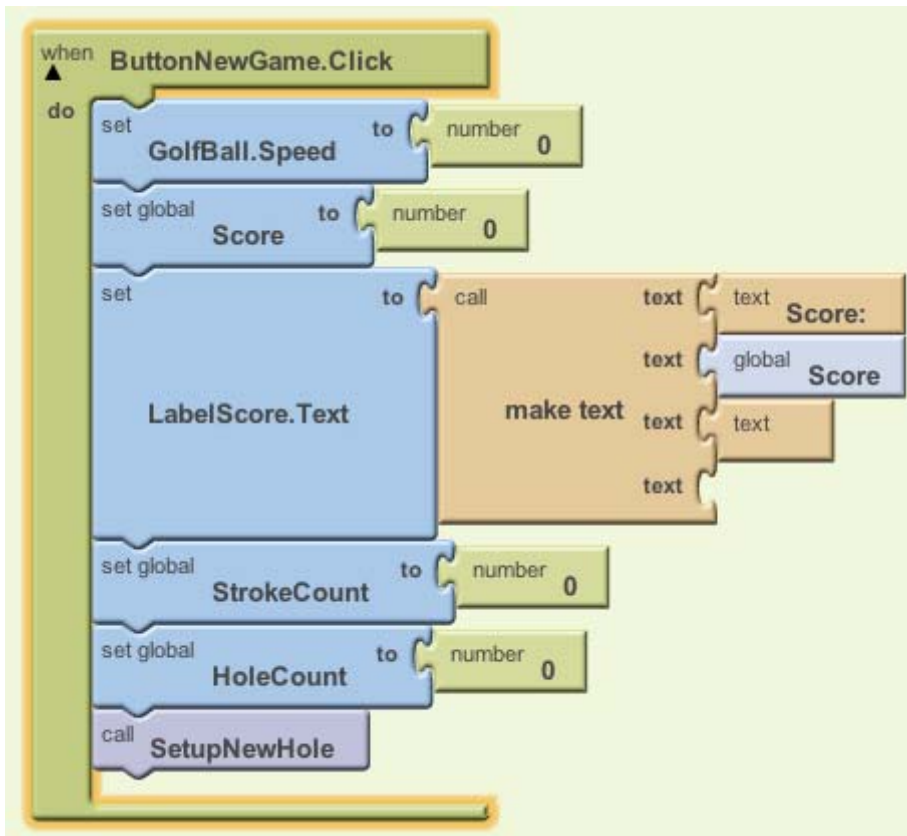 when ButtonNewGame.Click
do
set GolfBall.Speed to number 0
set global Score to number 0
set LabelScore.Text to call make text
text text Score:
text global Score
text text
text
set global StrokeCount to number 0
set global HoleCount to number 0
call SetupNewHole